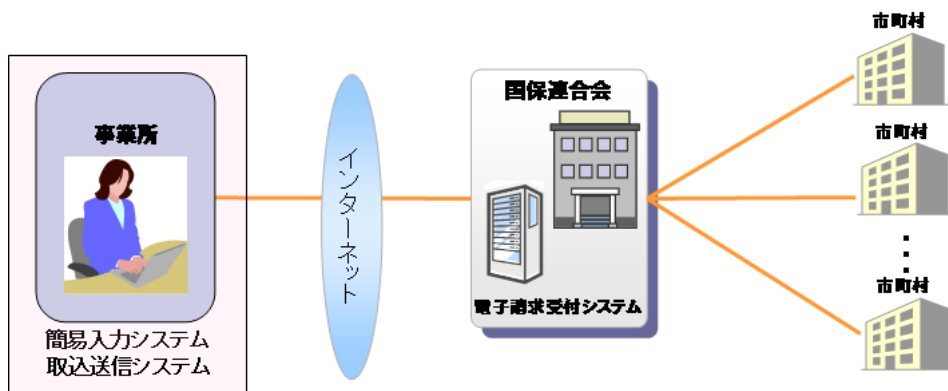 事業所
簡易入力システム
取込送信システム
インターネット
国保連合会
電子請求受付システム
市町村
市町村
市町村